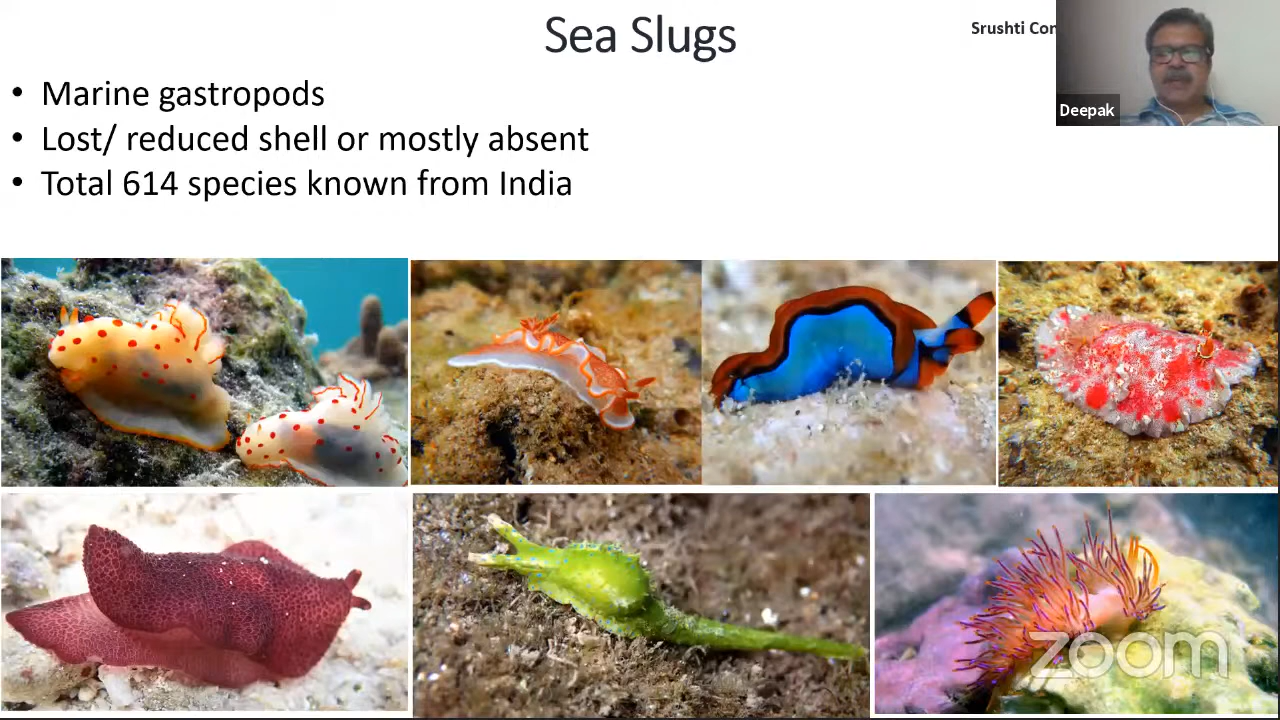 Sea Slugs
Srushti
Deepak
• Marine gastropods
• Lost/ reduced shell or mostly absent
• Total 614 species known from India
zoom